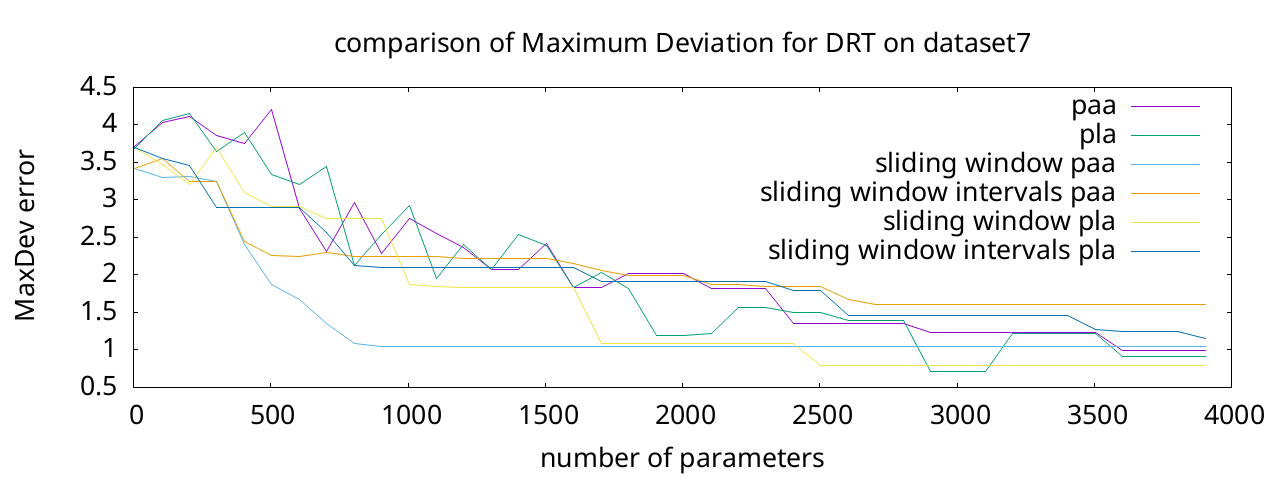 comparison of Maximum Deviation for DRT on dataset7
MaxDev error
4.5
4
3.5
3
2.5
2
1.5
1
0.5
paa
pla
sliding window paa
sliding window intervals paa
sliding window pla
sliding window intervals pla
0 500 1000 1500 2000 2500 3000 3500 4000
number of parameters